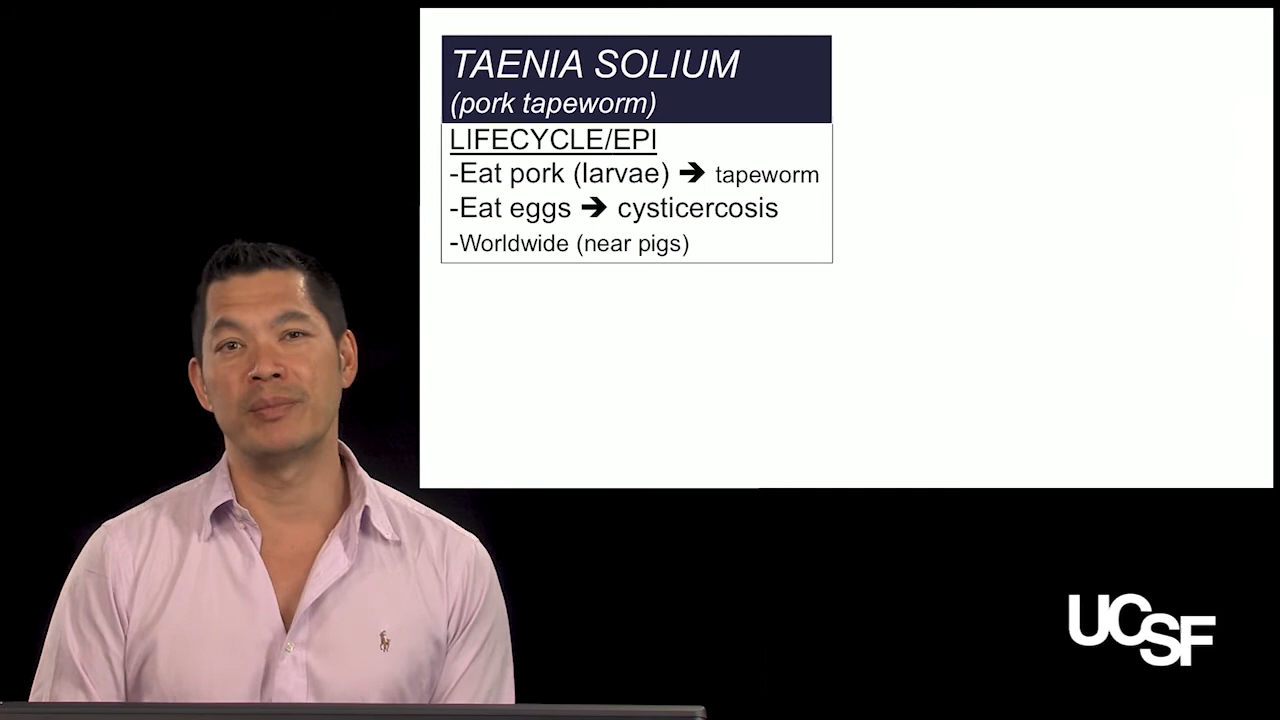 TAENIA SOLIUM
(pork tapeworm)
LIFECYCLE/EPI
-Eat pork (larvae) ➔ tapeworm
-Eat eggs ➔ cysticercosis
-Worldwide (near pigs)
UCSF